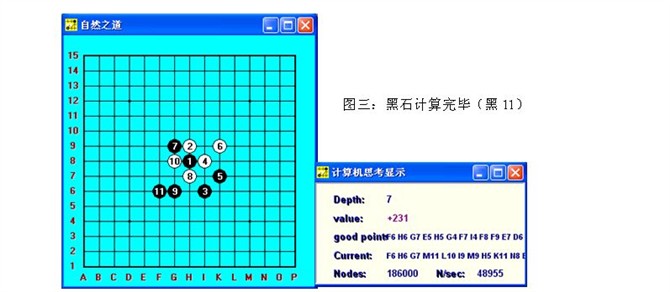 自然之道
15
14
13
12
11
10
9 7 2 6
8 10 1 4
7 8 5
6 11 9 3
5
4
3
2
1
A B C D E F G H I J K L M N O P
图三：黑石计算完毕（黑 11）
计算机思考显示
Depth: 7
value: +231
good point F6 H6 G7 E5 H5 G4 F7 I4 F8 F9 E7 D6
Current: F6 H6 G7 M11 L10 I9 M9 H5 K11 N8
Nodes: 186000 N/sec: 48955